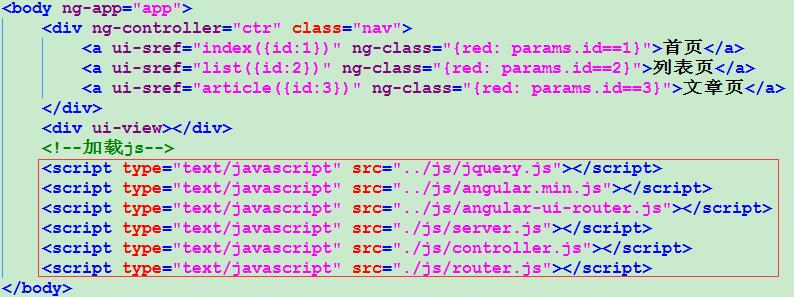 <body ng-app="app">
<div ng-controller="ctr" class="nav">
<a ui-sref="index({id:1})" ng-class="{red: params.id==1}">首页</a>
<a ui-sref="list({id:2})" ng-class="{red: params.id==2}">列表页</a>
<a ui-sref="article({id:3})" ng-class="{red: params.id==3}">文章页</a>
</div>
<div ui-view></div>
<!--加载js-->
<script type="text/javascript" src="../js/jquery.js"></script>
<script type="text/javascript" src="../js/angular.min.js"></script>
<script type="text/javascript" src="../js/angular-ui-router.js"></script>
<script type="text/javascript" src="./js/server.js"></script>
<script type="text/javascript" src="./js/controller.js"></script>
<script type="text/javascript" src="./js/router.js"></script>
</body>